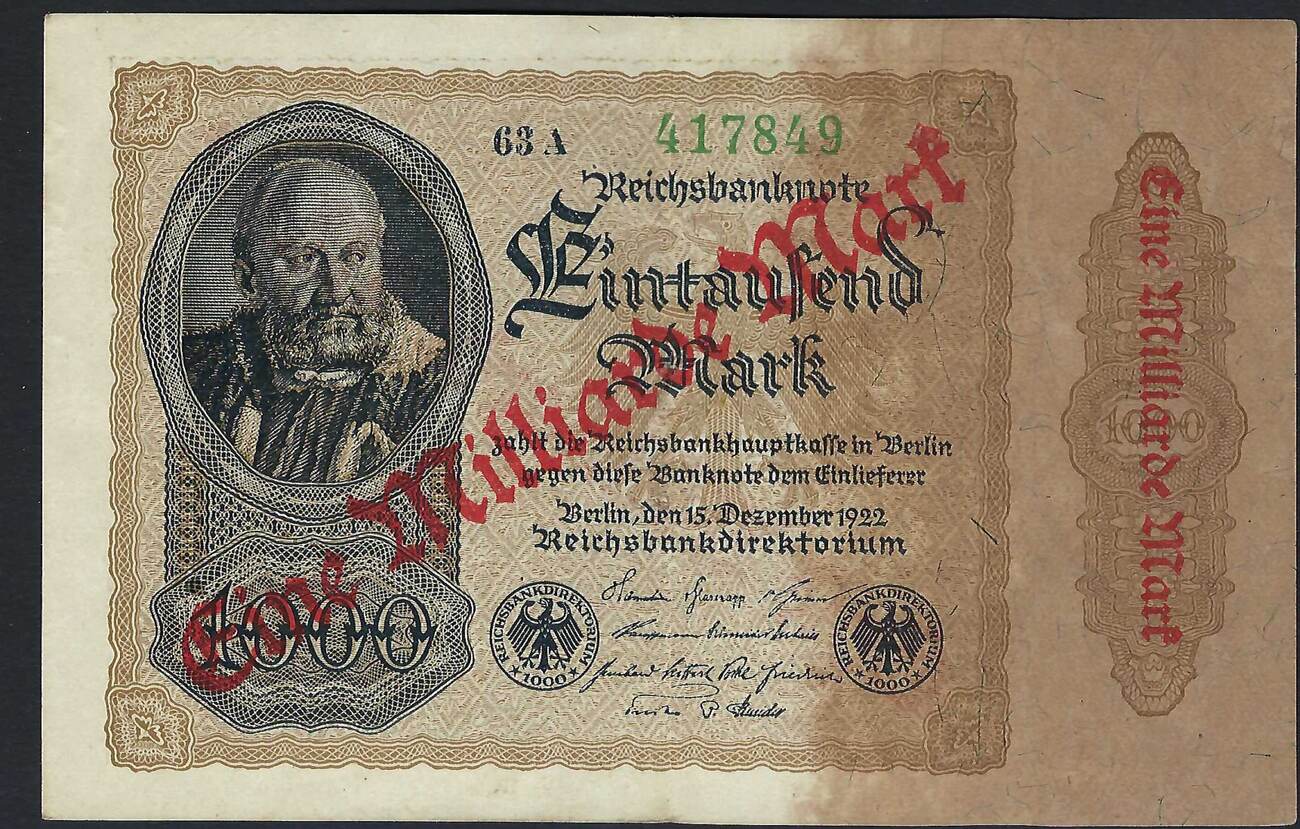 63 A 417849
Reichsbanknote
Eintausend
Mark
zahlt die Reichsbankhauptkasse in Berlin
gegen diese Banknote dem Einlieferer
Berlin, den 15. Dezember 1922
Reichsbankdirektorium
1000
REICHSBANKDIREKTORIUM
1000
REICHSBANKDIREKTORIUM
1000
Eine Milliarde Mark
Eine Milliarde Mark
1000